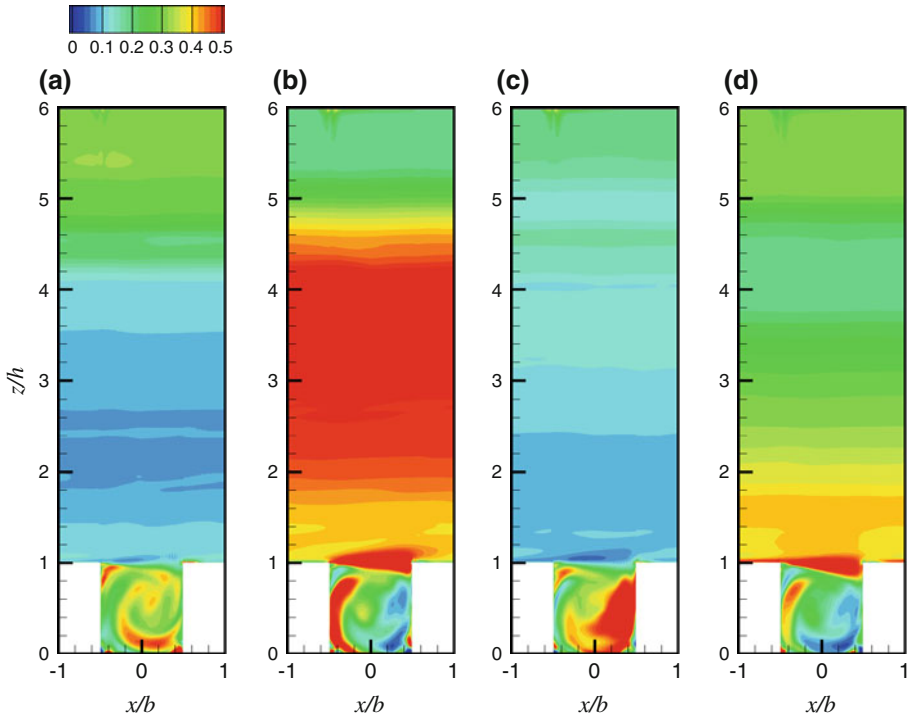 0 0.1 0.2 0.3 0.4 0.5
(a) (b) (c) (d)
6 6 6 6
5 5 5 5
4 4 4 4
z/h
3 3 3 3
2 2 2 2
1 1 1 1
0 0 0 0
-1 0 1 -1 0 1 -1 0 1 -1 0 1
x/b x/b x/b x/b